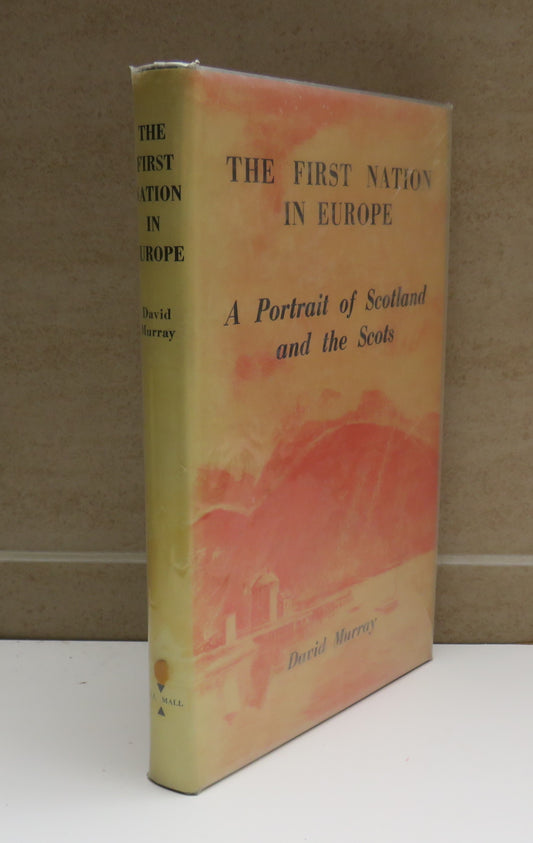 THE
FIRST
NATION
IN
EUROPE
David
Murray
MALL
THE FIRST NATION
IN EUROPE
A Portrait of Scotland
and the Scots
David Murray